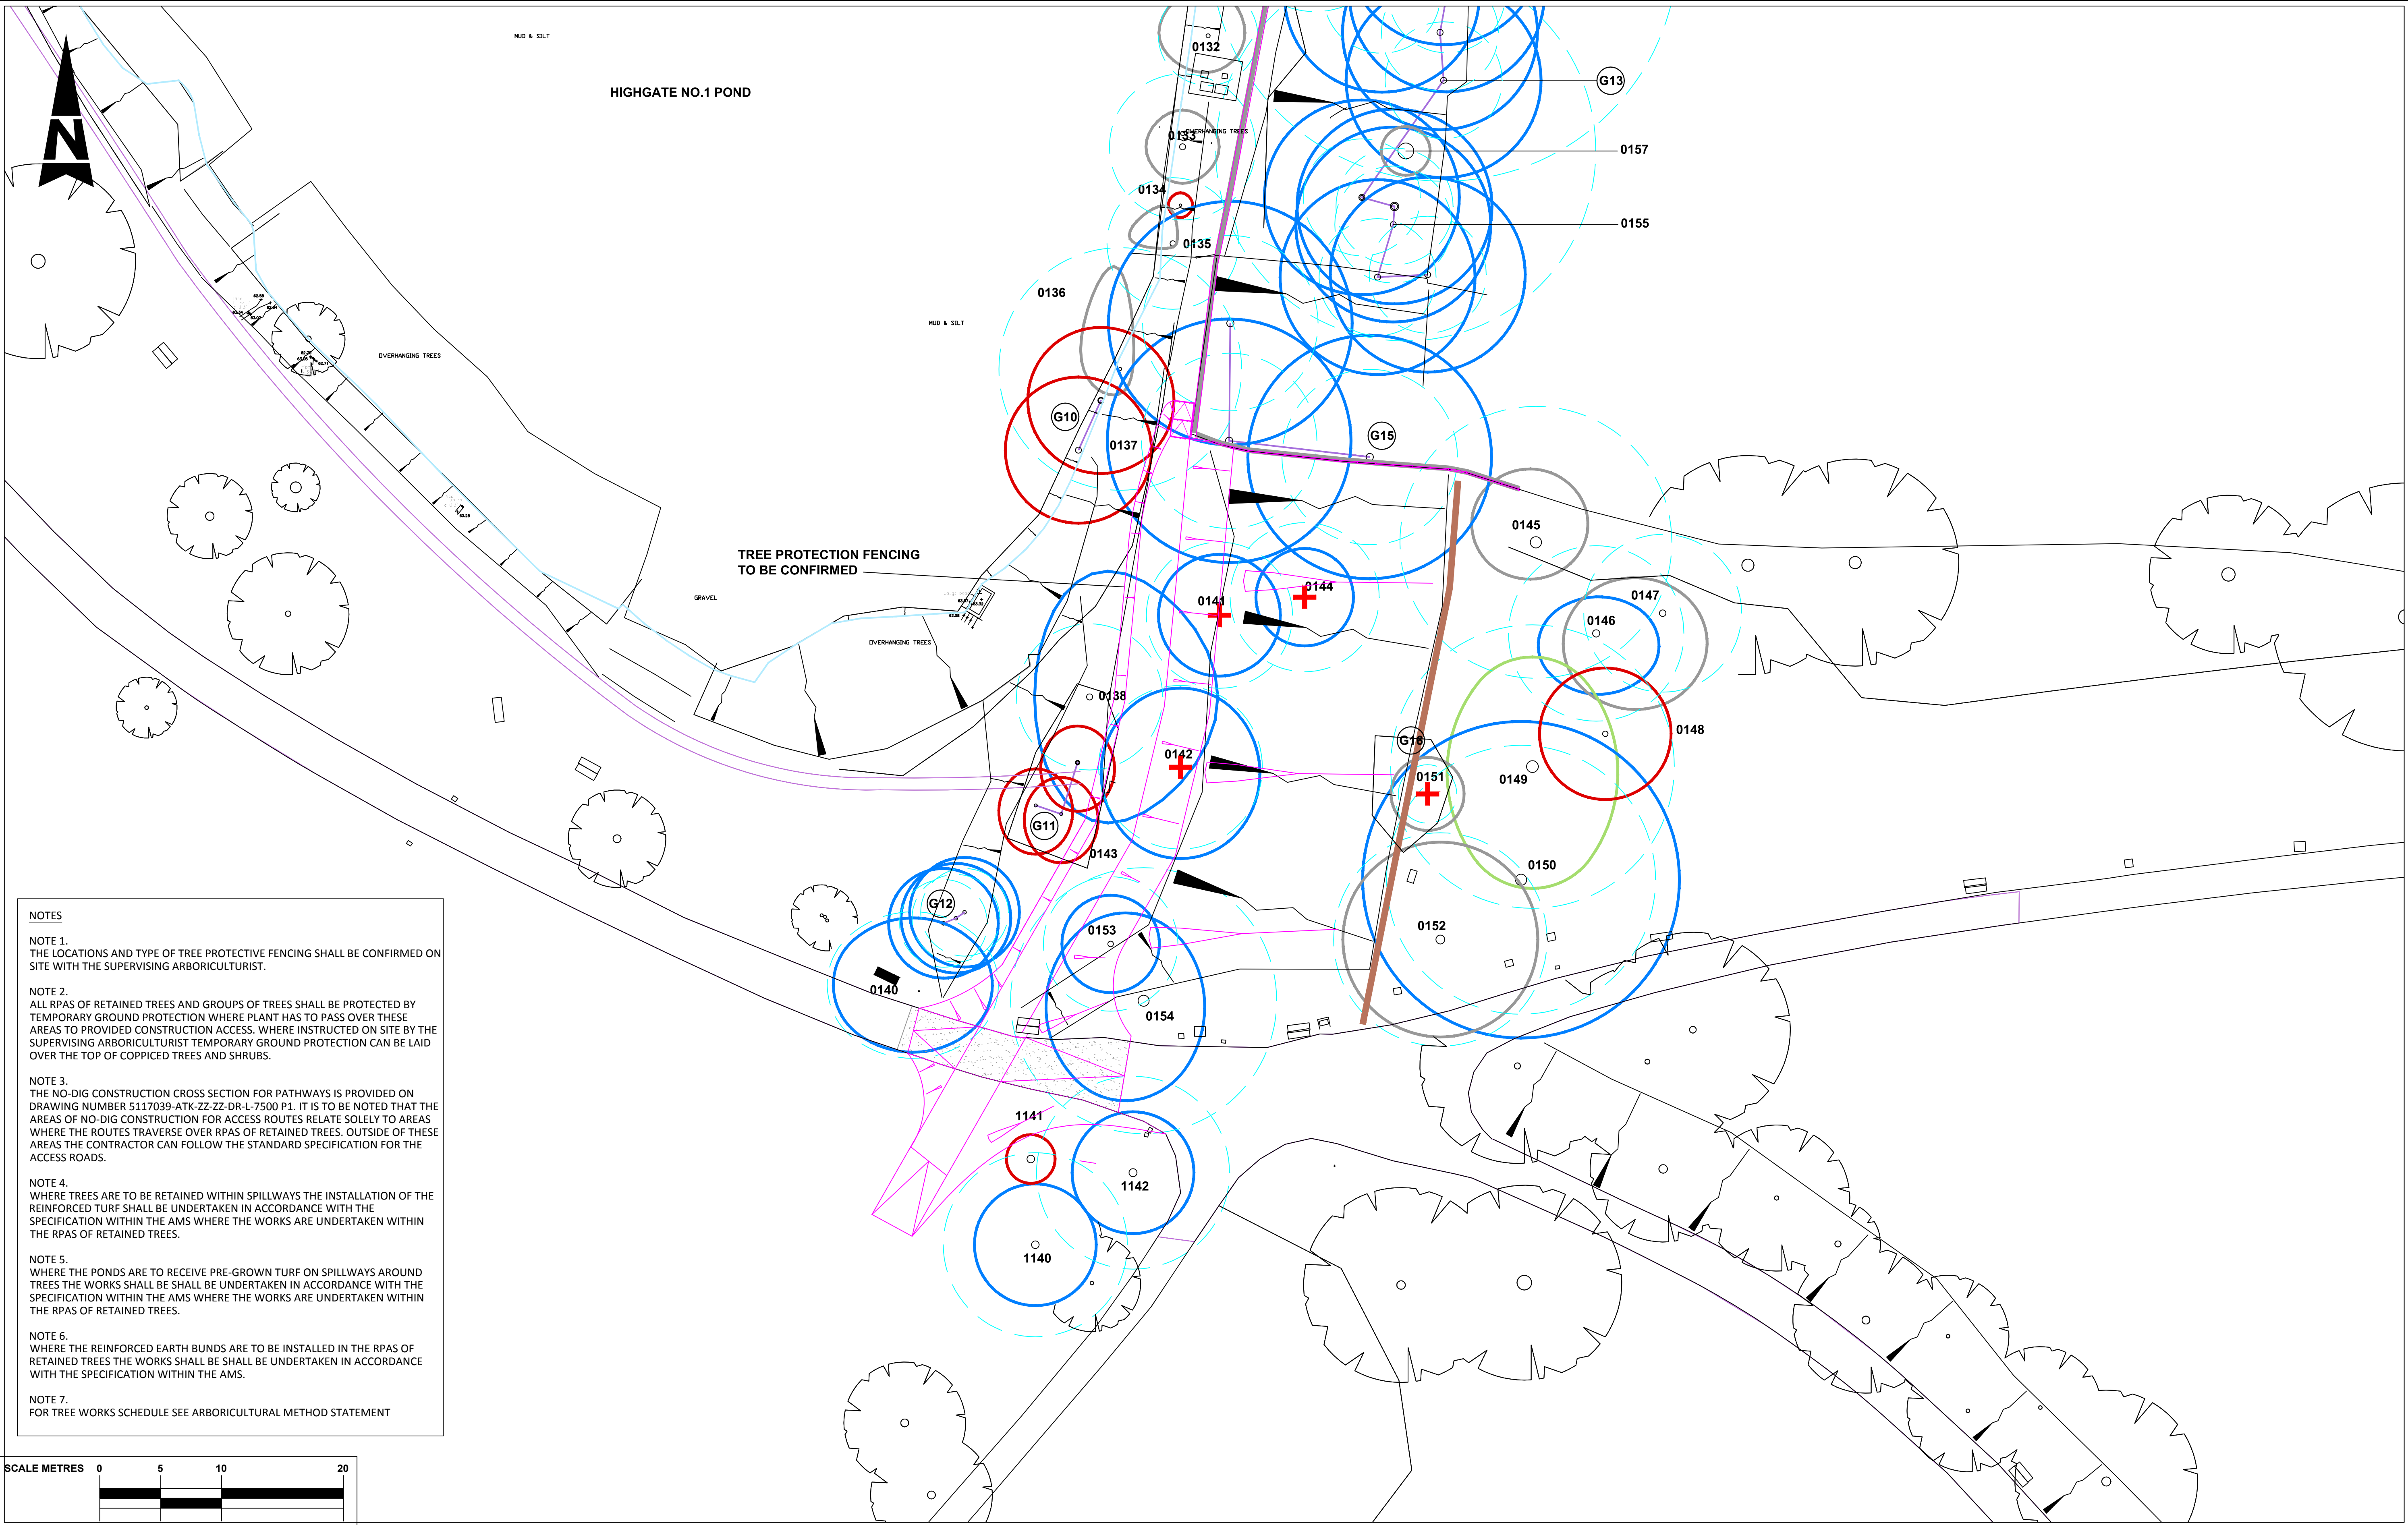 MUD & SILT
HIGHGATE NO.1 POND
N
0132
G13
OVERHANGING TREES
0133
0157
0134
0155
0135
0136
MUD & SILT
OVERHANGING TREES
G10
0137
G15
0145
TREE PROTECTION FENCING
TO BE CONFIRMED
GRAVEL
OVERHANGING TREES
0141
0144
0147
0146
0138
0148
G18
0142
0151
0149
G11
0143
0150
G12
0153
0152
0140
0154
1141
1142
1140
NOTES
NOTE 1.
THE LOCATIONS AND TYPE OF TREE PROTECTIVE FENCING SHALL BE CONFIRMED ON
SITE WITH THE SUPERVISING ARBORICULTURIST.
NOTE 2.
ALL RPAS OF RETAINED TREES AND GROUPS OF TREES SHALL BE PROTECTED BY
TEMPORARY GROUND PROTECTION WHERE PLANT HAS TO PASS OVER THESE
AREAS TO PROVIDED CONSTRUCTION ACCESS. WHERE INSTRUCTED ON SITE BY THE
SUPERVISING ARBORICULTURIST TEMPORARY GROUND PROTECTION CAN BE LAID
OVER THE TOP OF COPPICED TREES AND SHRUBS.
NOTE 3.
THE NO-DIG CONSTRUCTION CROSS SECTION FOR PATHWAYS IS PROVIDED ON
DRAWING NUMBER 5117039-ATK-ZZ-ZZ-DR-L-7500 P1. IT IS TO BE NOTED THAT THE
AREAS OF NO-DIG CONSTRUCTION FOR ACCESS ROUTES RELATE SOLELY TO AREAS
WHERE THE ROUTES TRAVERSE OVER RPAS OF RETAINED TREES. OUTSIDE OF THESE
AREAS THE CONTRACTOR CAN FOLLOW THE STANDARD SPECIFICATION FOR THE
ACCESS ROADS.
NOTE 4.
WHERE TREES ARE TO BE RETAINED WITHIN SPILLWAYS THE INSTALLATION OF THE
REINFORCED TURF SHALL BE UNDERTAKEN IN ACCORDANCE WITH THE
SPECIFICATION WITHIN THE AMS WHERE THE WORKS ARE UNDERTAKEN WITHIN
THE RPAS OF RETAINED TREES.
NOTE 5.
WHERE THE PONDS ARE TO RECEIVE PRE-GROWN TURF ON SPILLWAYS AROUND
TREES THE WORKS SHALL BE SHALL BE UNDERTAKEN IN ACCORDANCE WITH THE
SPECIFICATION WITHIN THE AMS WHERE THE WORKS ARE UNDERTAKEN WITHIN
THE RPAS OF RETAINED TREES.
NOTE 6.
WHERE THE REINFORCED EARTH BUNDS ARE TO BE INSTALLED IN THE RPAS OF
RETAINED TREES THE WORKS SHALL BE SHALL BE UNDERTAKEN IN ACCORDANCE
WITH THE SPECIFICATION WITHIN THE AMS.
NOTE 7.
FOR TREE WORKS SCHEDULE SEE ARBORICULTURAL METHOD STATEMENT
SCALE METRES 0 5 10 20